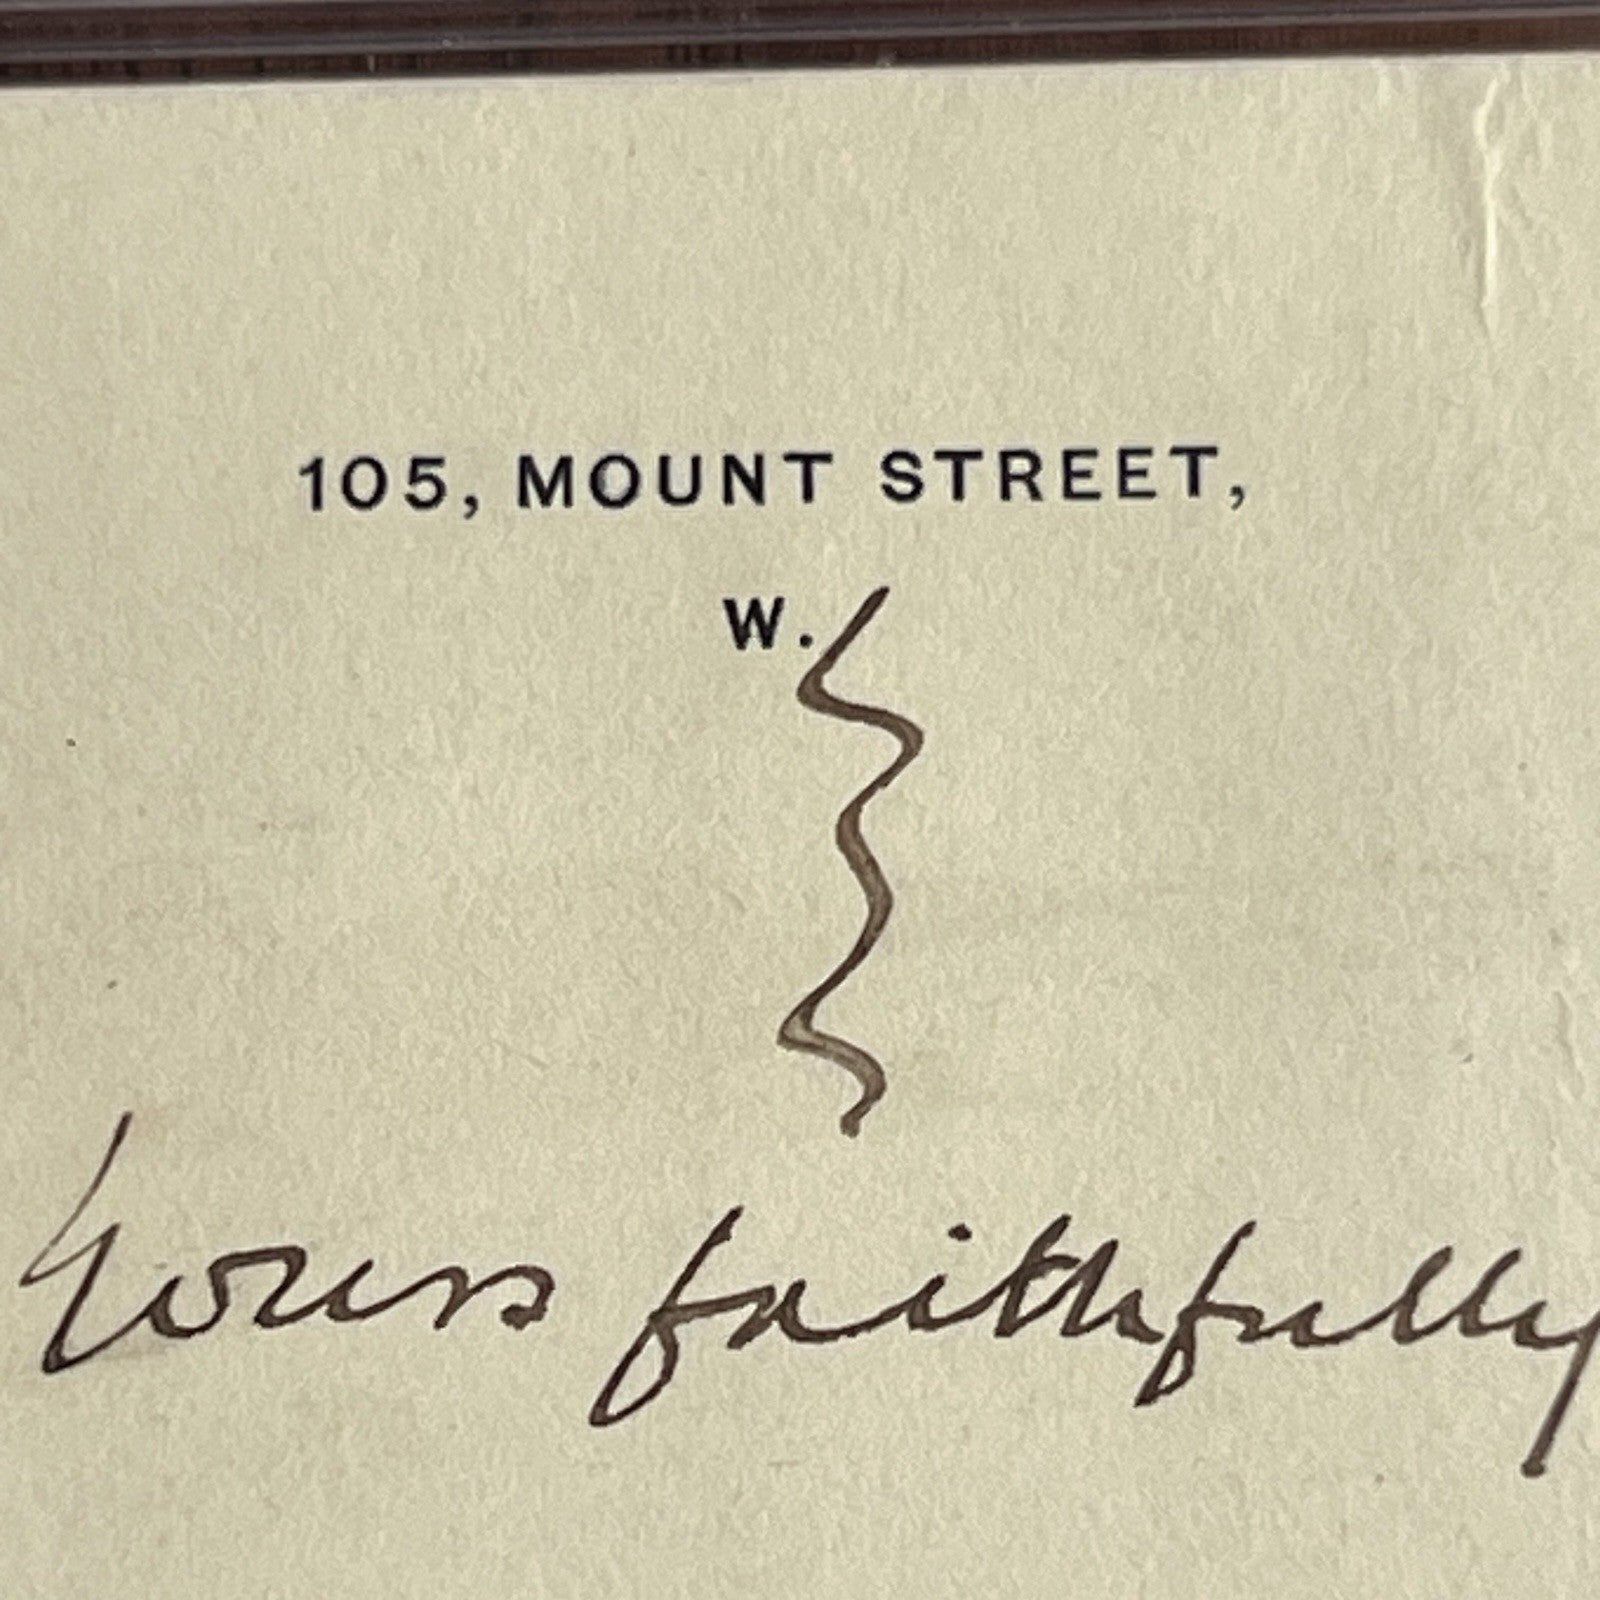 105, MOUNT STREET,
W.
Yours faithfully